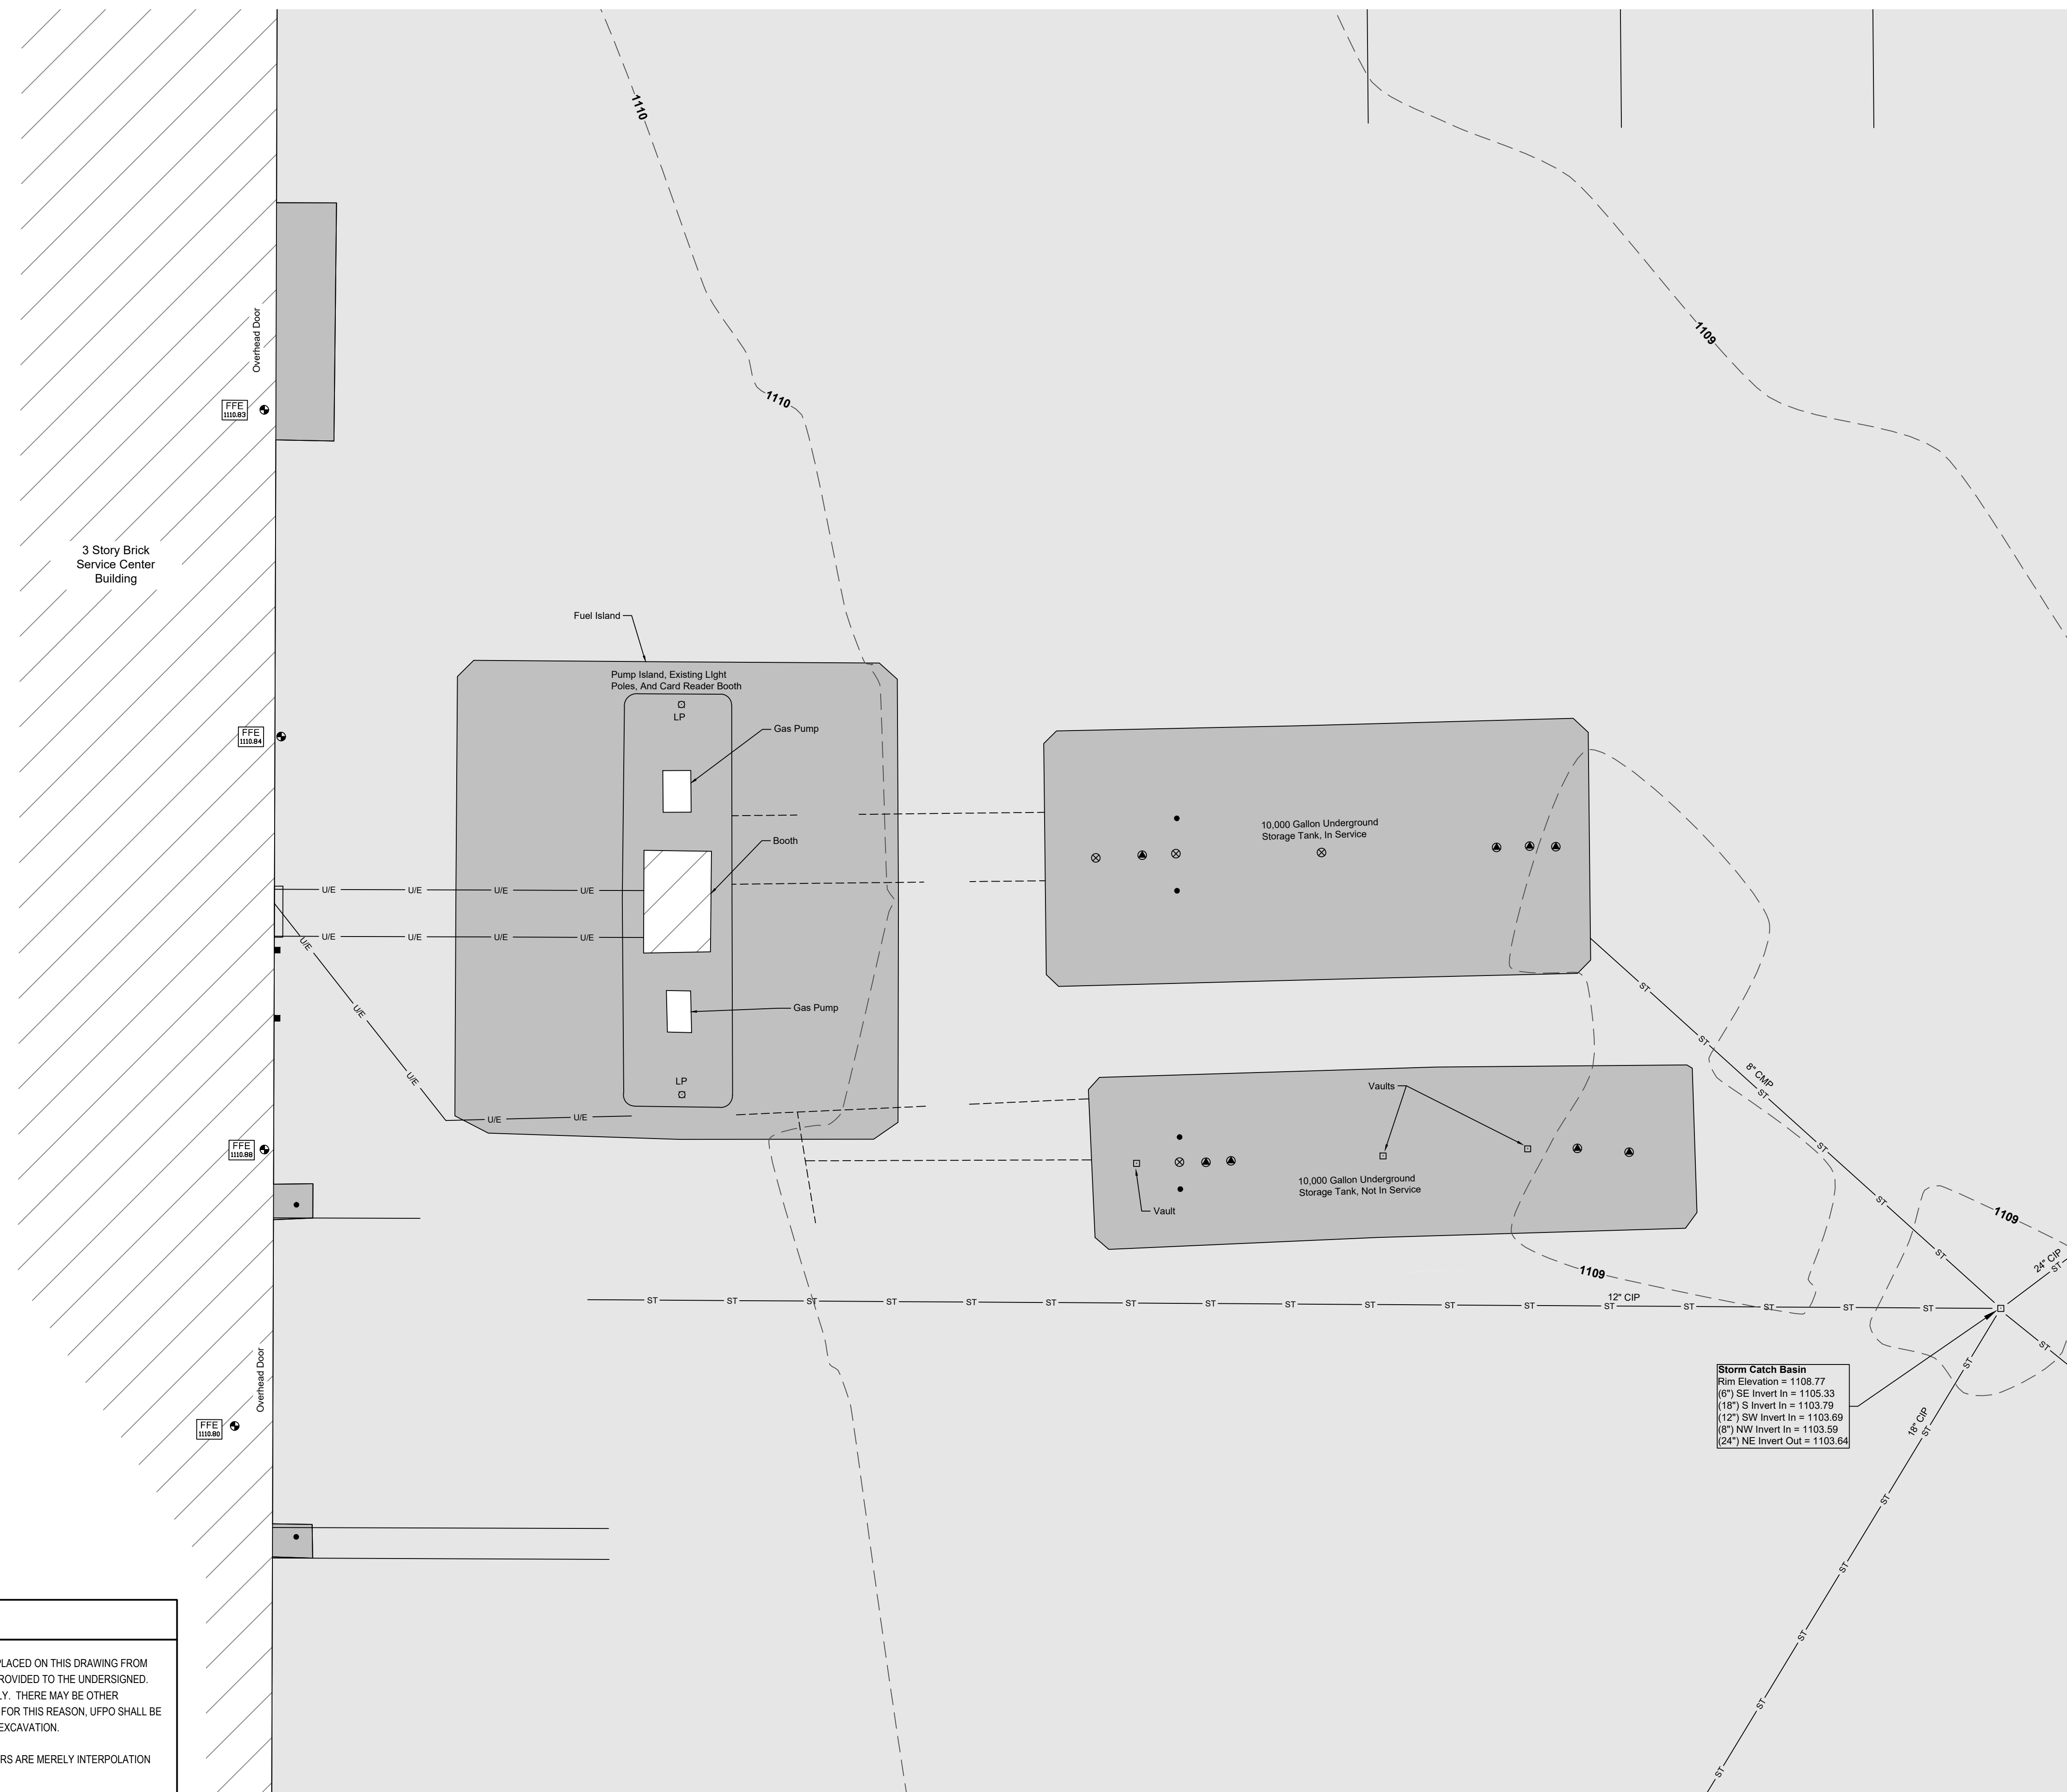 1110
1109
1110
Overhead Door
FFE
1110.83
3 Story Brick
Service Center
Building
Fuel Island
Pump Island, Existing LIght
Poles, And Card Reader Booth
LP
FFE
1110.84
Gas Pump
10,000 Gallon Underground
Storage Tank, In Service
Booth
U/E U/E U/E U/E
U/E U/E U/E U/E
U/E
U/E
U/E
U/E U/E
Gas Pump
LP
ST
ST
8" CMP
ST
ST
ST
ST
Vaults
FFE
1110.88
10,000 Gallon Underground
Storage Tank, Not In Service
Vault
1109
1109
24" CIP
ST
12" CIP
ST ST ST ST ST ST ST ST ST ST ST ST ST ST ST ST ST
ST
ST
Overhead Door
Storm Catch Basin
Rim Elevation = 1108.77
(6") SE Invert In = 1105.33
(18") S Invert In = 1103.79
(12") SW Invert In = 1103.69
(8") NW Invert In = 1103.59
(24") NE Invert Out = 1103.64
FFE
1110.80
18" CIP
ST
ST
ST
ST
ST
ST
PLACED ON THIS DRAWING FROM
ROVIDED TO THE UNDERSIGNED.
LY. THERE MAY BE OTHER
FOR THIS REASON, UFPO SHALL BE
EXCAVATION.
RS ARE MERELY INTERPOLATION